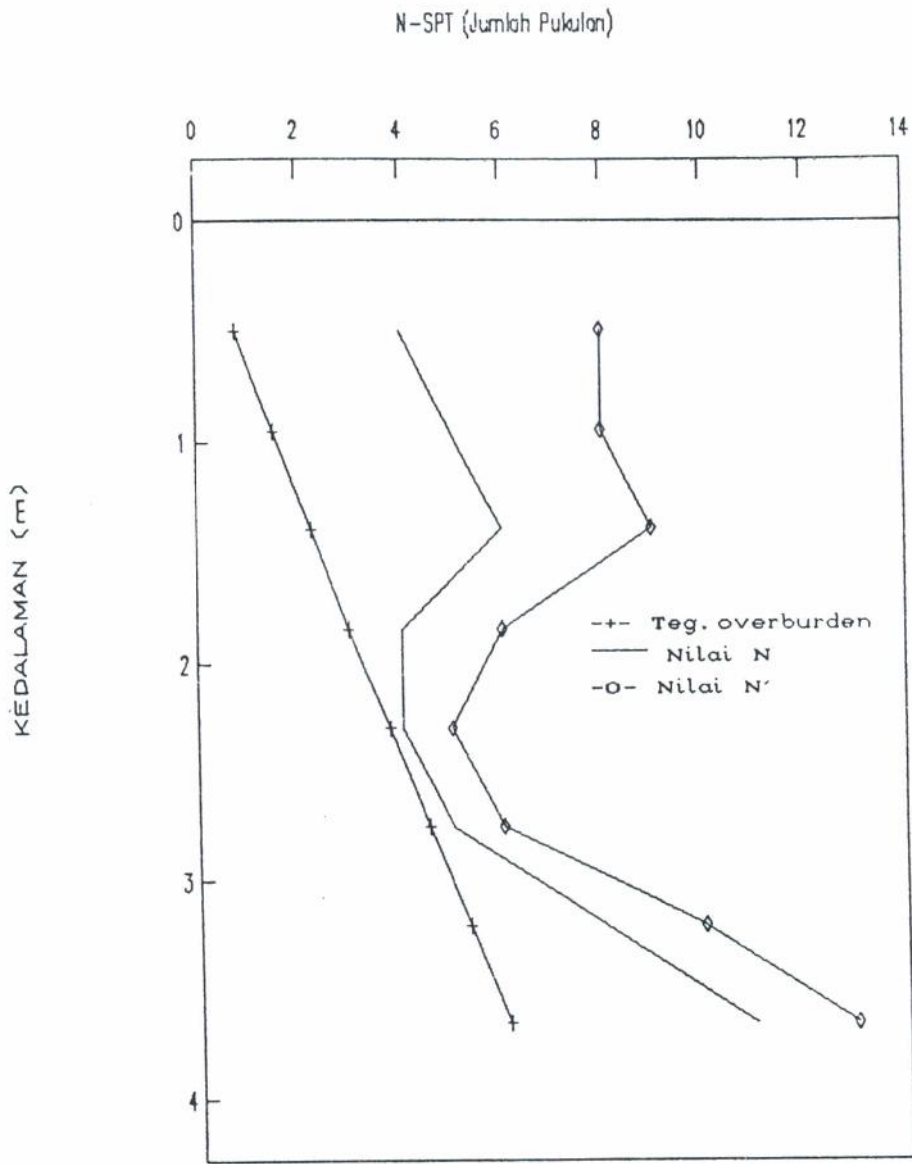 N-SPT (Jumlah Pukulan)
0 2 4 6 8 10 12 14
0
1
KEDALAMAN (m)
-+- Teg. overburden
2
Nilai N
-O- Nilai N'
3
4